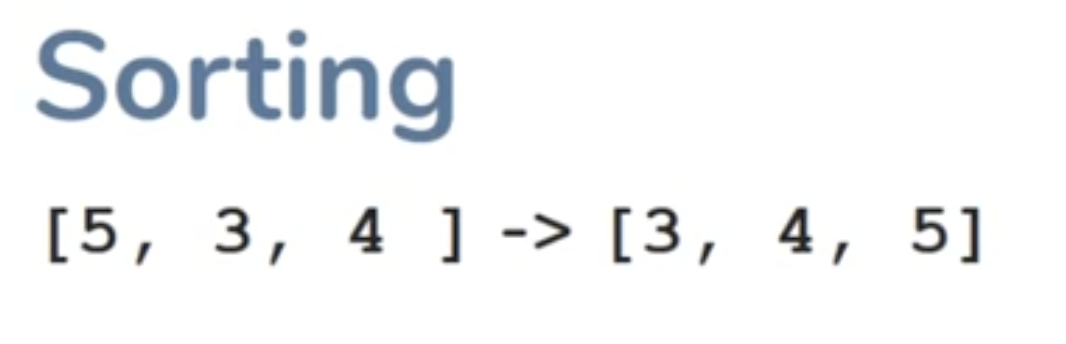 Sorting
[5, 3, 4 ] -> [3, 4, 5]